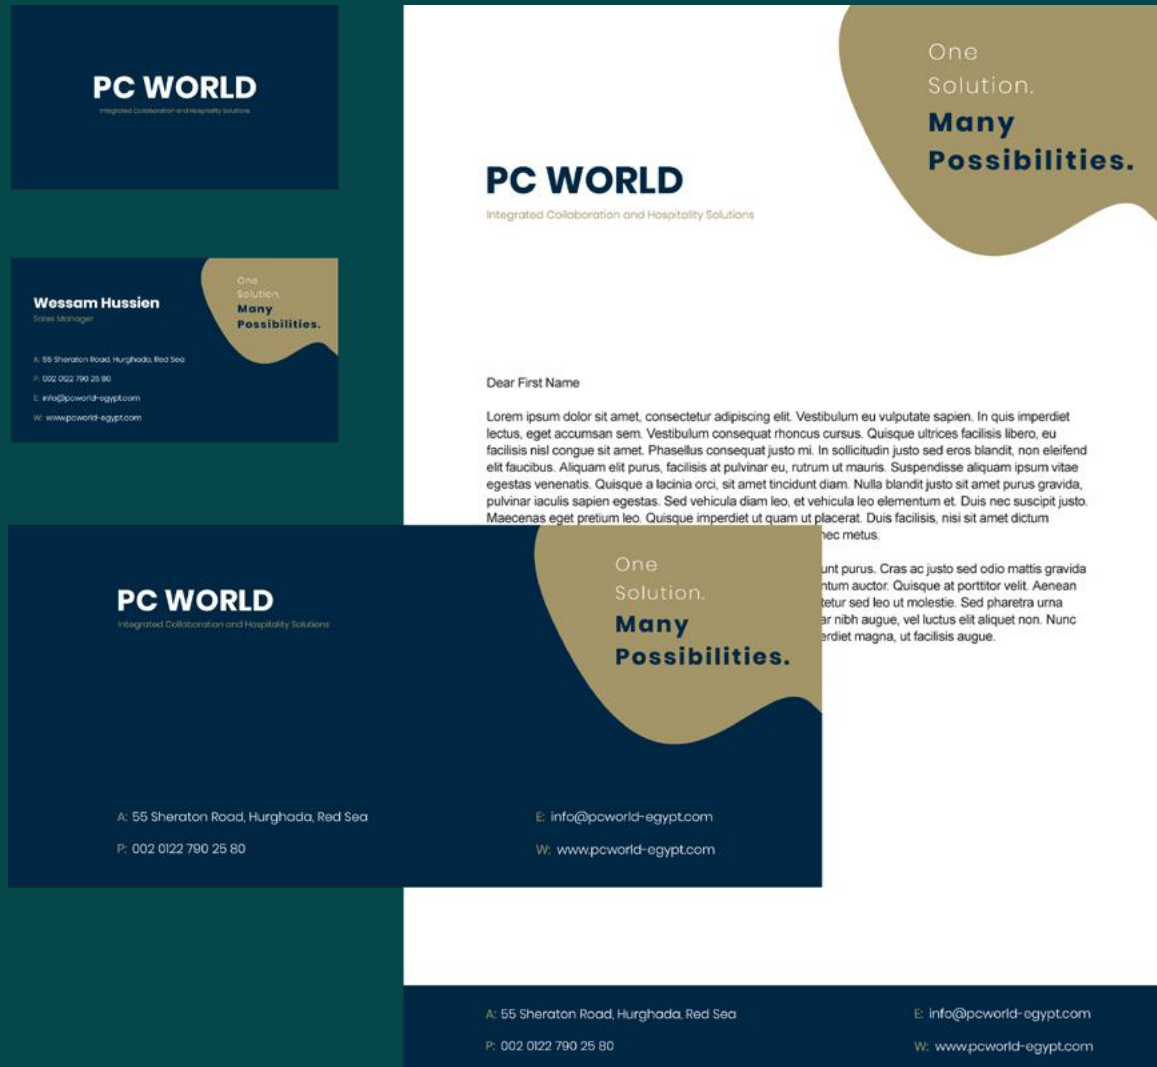 PC WORLD
Integrated Collaboration and Hospitality Solutions
Wessam Hussien
Sales Manager
A: 55 Sheraton Road, Hurghada, Red Sea
P: 002 0122 790 25 80
E: info@pcworld-egypt.com
W: www.pcworld-egypt.com
One
Solution.
Many
Possibilities.
PC WORLD
Integrated Collaboration and Hospitality Solutions
One
Solution.
Many
Possibilities.
Dear First Name
Lorem ipsum dolor sit amet, consectetur adipiscing elit. Vestibulum eu vulputate sapien. In quis imperdiet
lectus, eget accumsan sem. Vestibulum consequat rhoncus cursus. Quisque ultrices facilisis libero, eu
facilisis nisl congue sit amet. Phasellus consequat justo mi. In sollicitudin justo sed eros blandit, non eleifend
elit faucibus. Aliquam elit purus, facilisis at pulvinar eu, rutrum ut mauris. Suspendisse aliquam ipsum vitae
egestas venenatis. Quisque a lacinia orci, sit amet tincidunt diam. Nulla blandit justo sit amet purus gravida,
pulvinar iaculis sapien egestas. Sed vehicula diam leo, et vehicula leo elementum et. Duis nec suscipit justo.
Maecenas eget pretium leo. Quisque imperdiet ut quam ut placerat. Duis facilisis, nisi sit amet dictum
nec metus.
unt purus. Cras ac justo sed odio mattis gravida
ntum auctor. Quisque at porttitor velit. Aenean
tetur sed leo ut molestie. Sed pharetra urna
ar nibh augue, vel luctus elit aliquet non. Nunc
erdiet magna, ut facilisis augue.
PC WORLD
Integrated Collaboration and Hospitality Solutions
One
Solution.
Many
Possibilities.
A: 55 Sheraton Road, Hurghada, Red Sea
P: 002 0122 790 25 80
E: info@pcworld-egypt.com
W: www.pcworld-egypt.com
A: 55 Sheraton Road, Hurghada, Red Sea
P: 002 0122 790 25 80
E: info@pcworld-egypt.com
W: www.pcworld-egypt.com